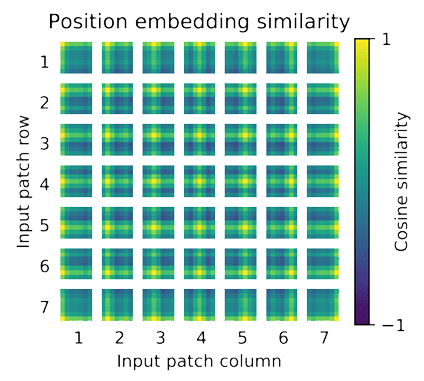 Position embedding similarity
1
2
3
4
5
6
7
Input patch row
1 2 3 4 5 6 7
Input patch column
1
−1
Cosine similarity